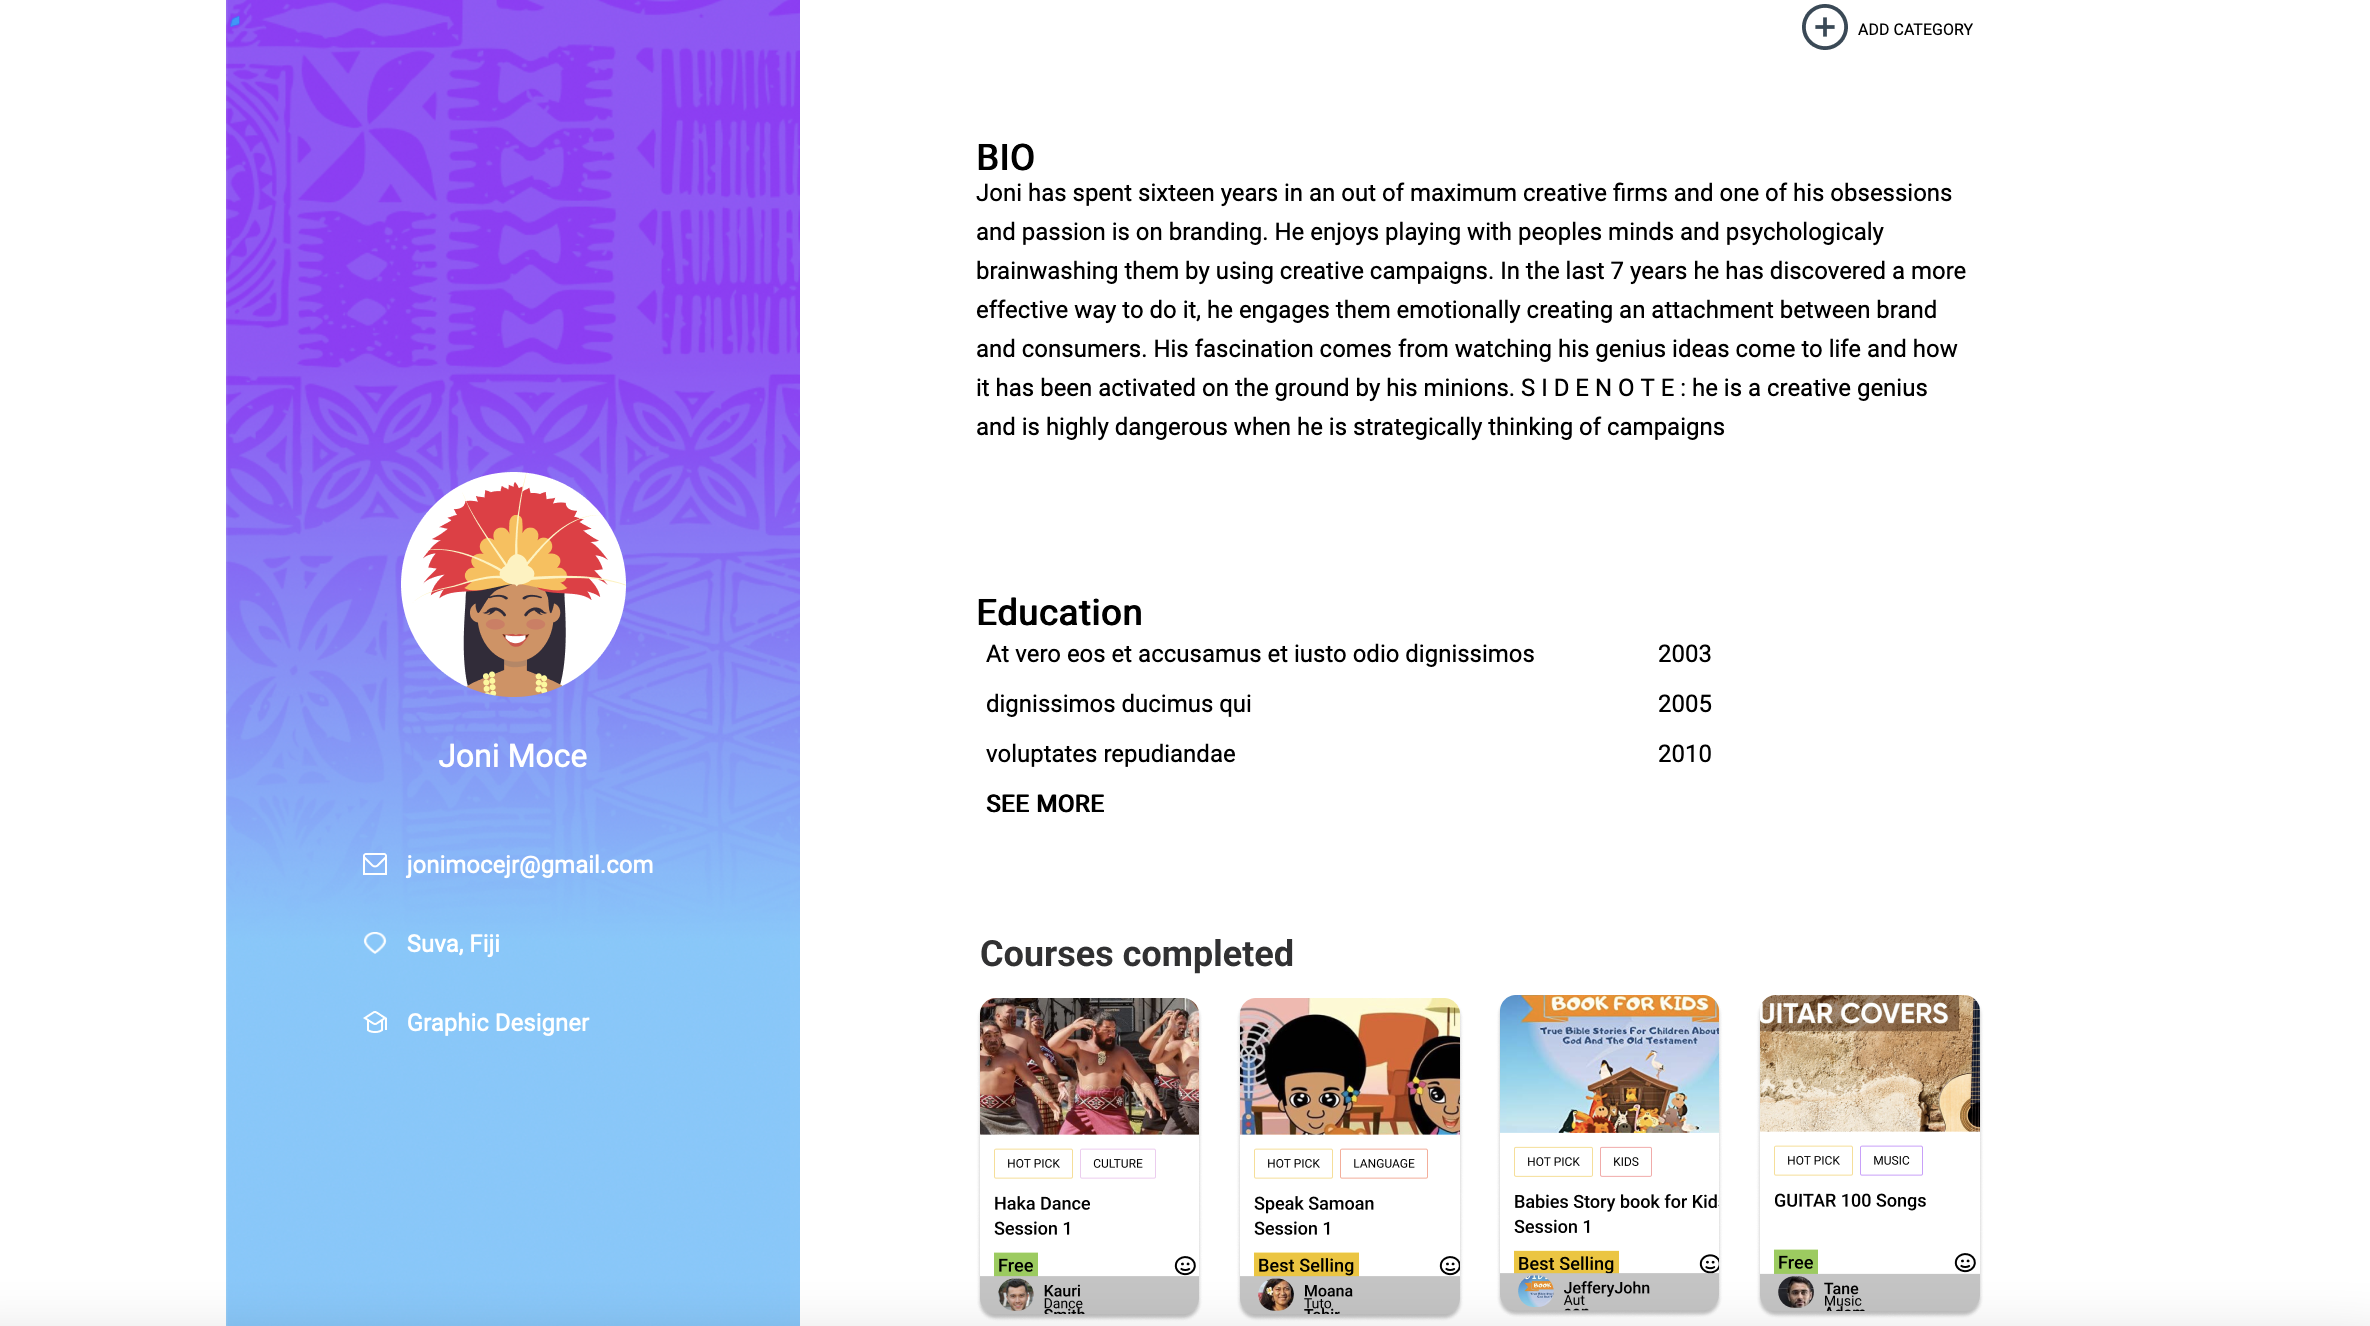 ADD CATEGORY
BIO
Joni has spent sixteen years in an out of maximum creative firms and one of his obsessions
and passion is on branding. He enjoys playing with peoples minds and psychologicaly
brainwashing them by using creative campaigns. In the last 7 years he has discovered a more
effective way to do it, he engages them emotionally creating an attachment between brand
and consumers. His fascination comes from watching his genius ideas come to life and how
it has been activated on the ground by his minions. S I D E N O T E : he is a creative genius
and is highly dangerous when he is strategically thinking of campaigns
Joni Moce
jonimocejr@gmail.com
Suva, Fiji
Graphic Designer
Education
At vero eos et accusamus et iusto odio dignissimos 2003
dignissimos ducimus qui 2005
voluptates repudiandae 2010
SEE MORE
Courses completed
HOT PICK CULTURE
Haka Dance
Session 1
Free
Kauri
Dance
Smith
HOT PICK LANGUAGE
Speak Samoan
Session 1
Best Selling
Moana
Tuto
BOOK FOR KIDS
True Bible Stories For Children About
God And The Old Testament
HOT PICK KIDS
Babies Story book for Kid
Session 1
Best Selling
JefferyJohn
Aut
UITAR COVERS
HOT PICK MUSIC
GUITAR 100 Songs
Free
Tane
Music